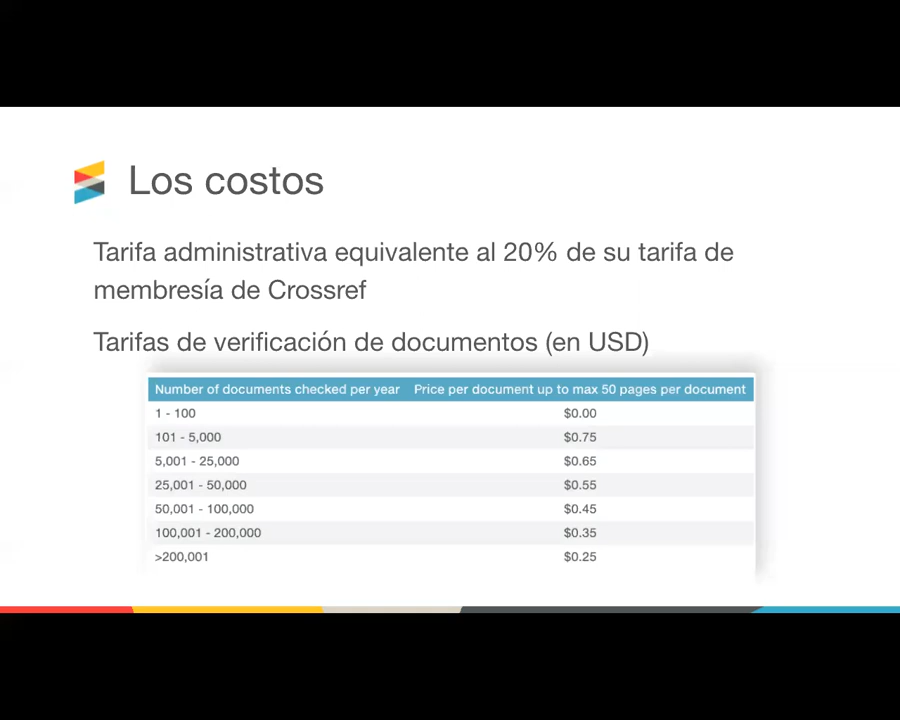 Los costos
Tarifa administrativa equivalente al 20% de su tarifa de
membresía de Crossref
Tarifas de verificación de documentos (en USD)
Number of documents checked per year Price per document up to max 50 pages per document
1 - 100 $0.00
101 - 5,000 $0.75
5,001 - 25,000 $0.65
25,001 - 50,000 $0.55
50,001 - 100,000 $0.45
100,001 - 200,000 $0.35
>200,001 $0.25